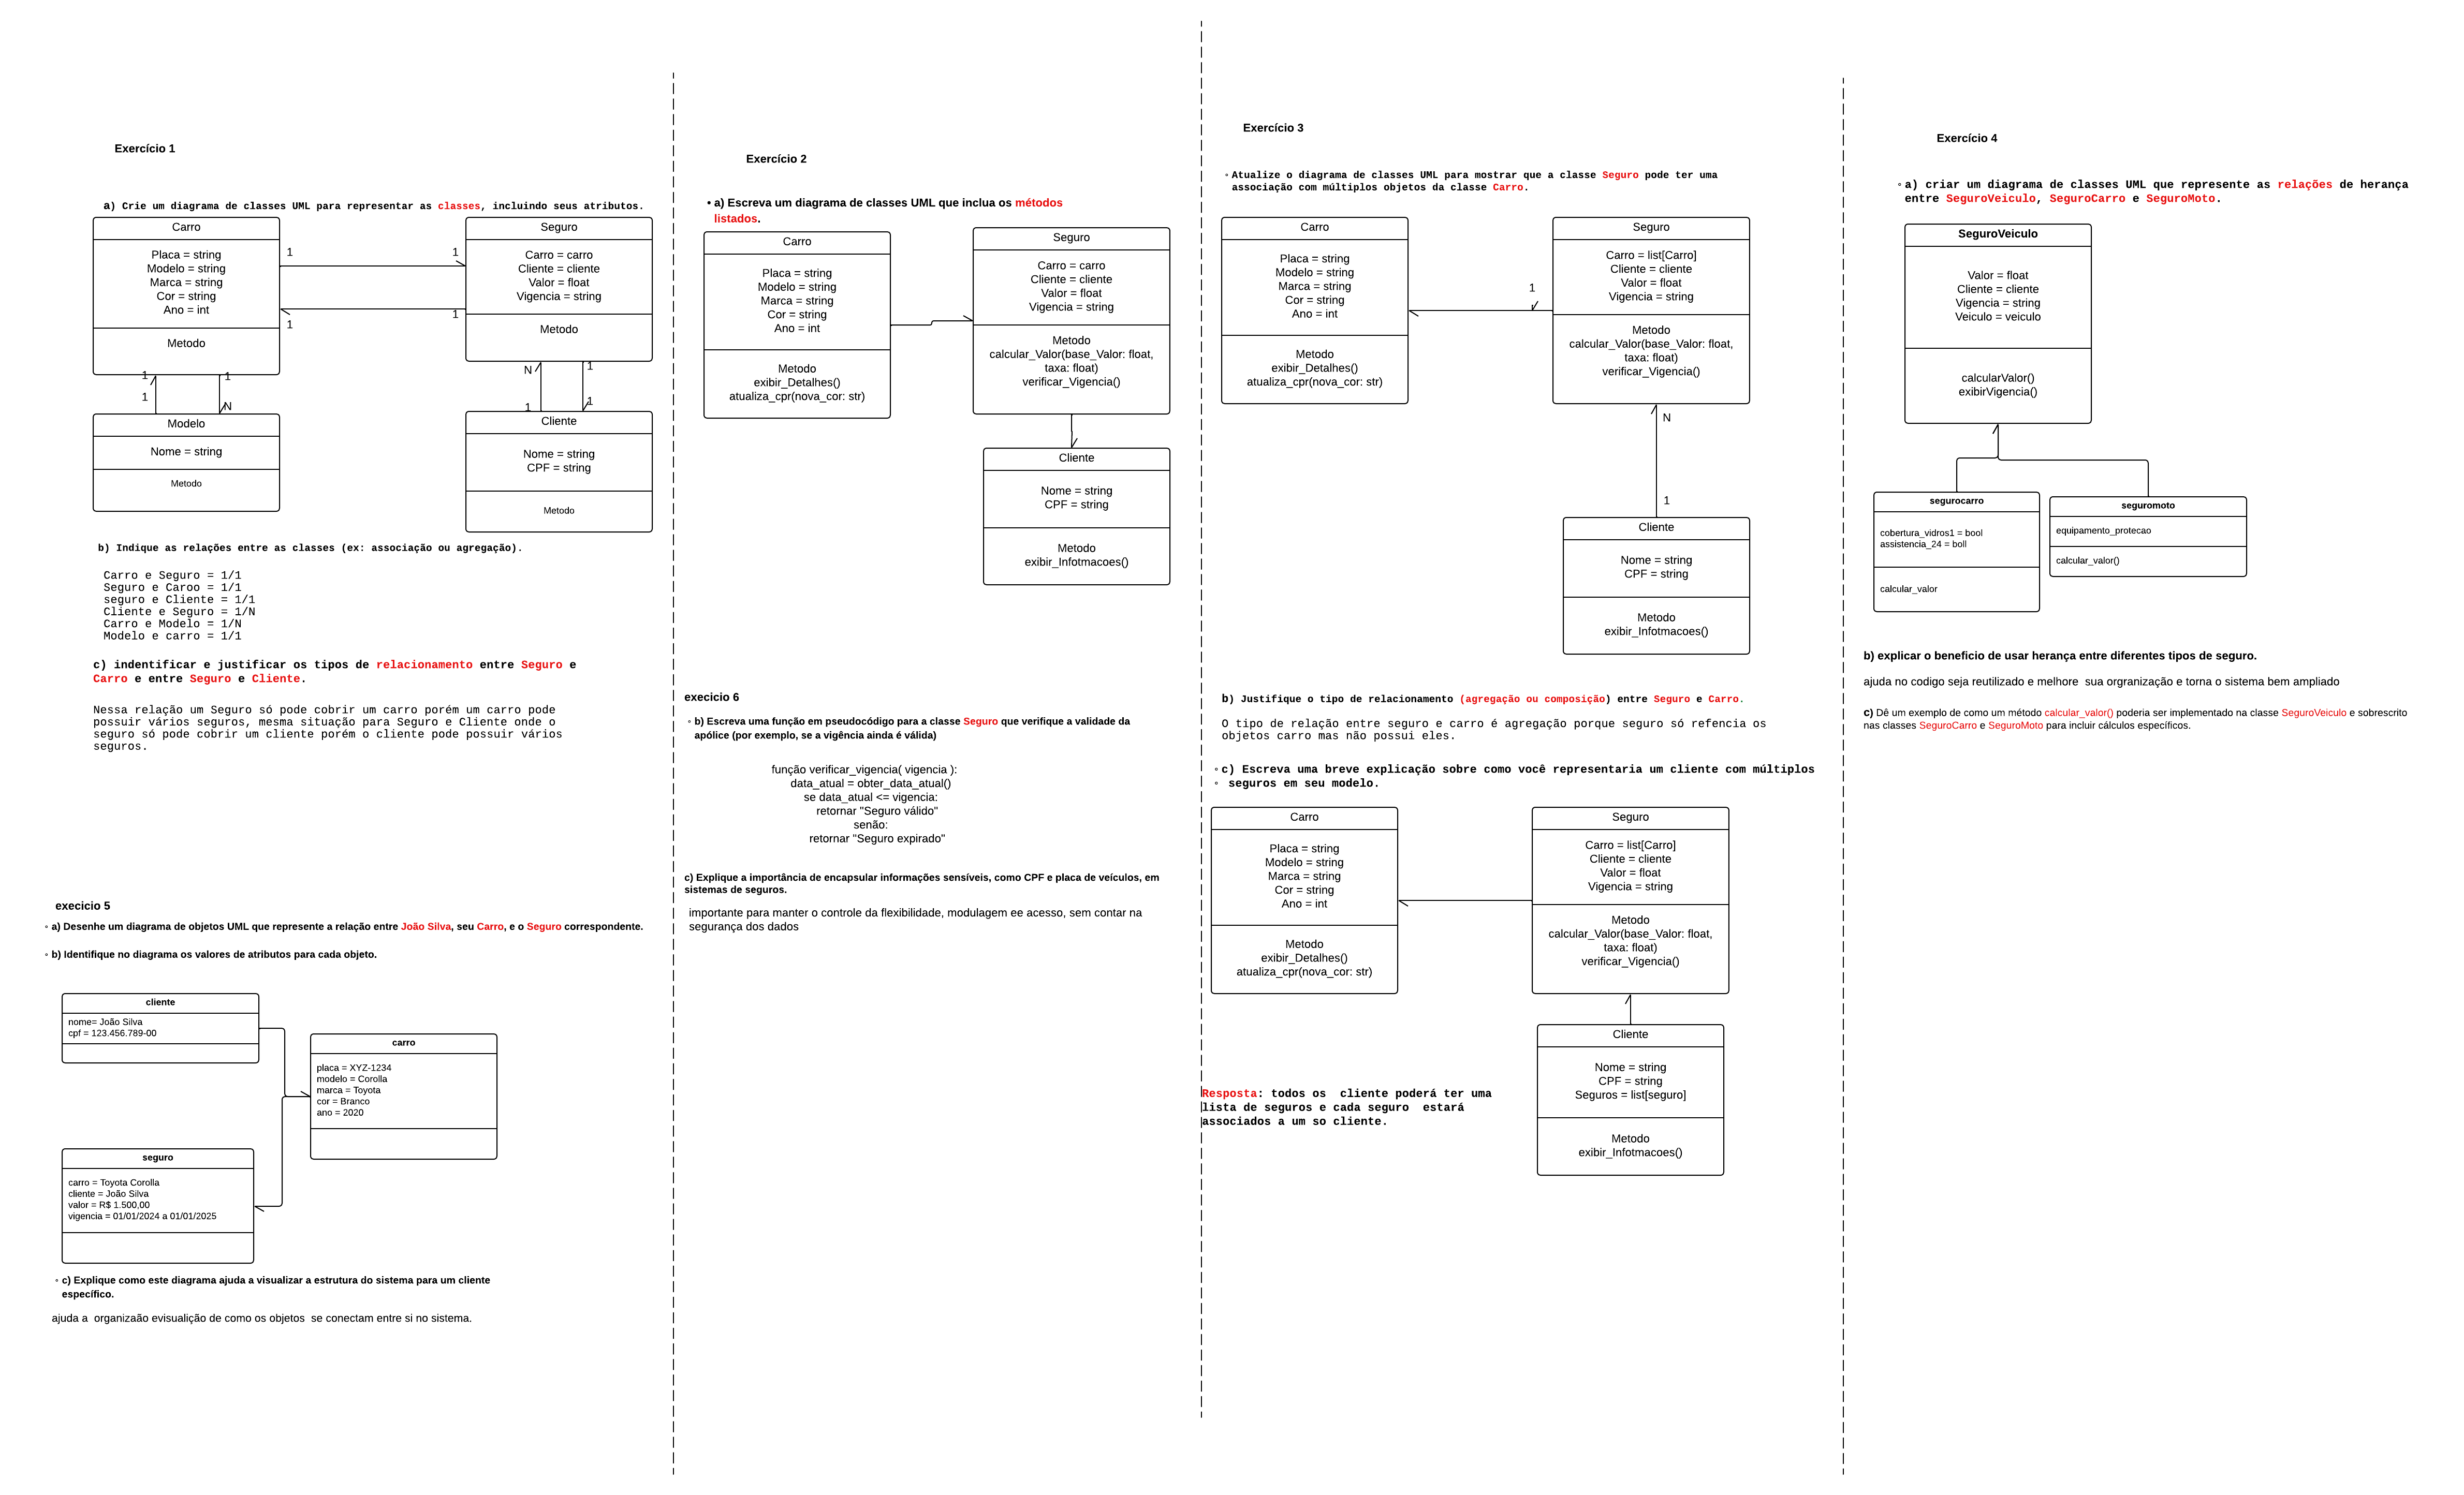 Exercício 1
a) Crie um diagrama de classes UML para representar as classes, incluindo seus atributos.
Carro
Placa = string
Modelo = string
Marca = string
Cor = string
Ano = int
Metodo
1
1
1
1
Seguro
Carro = carro
Cliente = cliente
Valor = float
Vigencia = string
Metodo
1
1
1
N
N
1
1
1
Modelo
Nome = string
Metodo
Cliente
Nome = string
CPF = string
Metodo
b) Indique as relações entre as classes (ex: associação ou agregação).
Carro e Seguro = 1/1
Seguro e Caroo = 1/1
seguro e Cliente = 1/1
Cliente e Seguro = 1/N
Carro e Modelo = 1/N
Modelo e carro = 1/1
c) indentificar e justificar os tipos de relacionamento entre Seguro e
Carro e entre Seguro e Cliente.
Nessa relação um Seguro só pode cobrir um carro porém um carro pode
possuir vários seguros, mesma situação para Seguro e Cliente onde o
seguro só pode cobrir um cliente porém o cliente pode possuir vários
seguros.
execicio 5
◦ a) Desenhe um diagrama de objetos UML que represente a relação entre João Silva, seu Carro, e o Seguro correspondente.
◦ b) Identifique no diagrama os valores de atributos para cada objeto.
cliente
nome= João Silva
cpf = 123.456.789-00
carro
placa = XYZ-1234
modelo = Corolla
marca = Toyota
cor = Branco
ano = 2020
seguro
carro = Toyota Corolla
cliente = João Silva
valor = R$ 1.500,00
vigencia = 01/01/2024 a 01/01/2025
◦ c) Explique como este diagrama ajuda a visualizar a estrutura do sistema para um cliente
específico.
ajuda a  organizaão evisualição de como os objetos  se conectam entre si no sistema.
Exercício 2
• a) Escreva um diagrama de classes UML que inclua os métodos
listados.
Carro
Placa = string
Modelo = string
Marca = string
Cor = string
Ano = int
Metodo
exibir_Detalhes()
atualiza_cpr(nova_cor: str)
Seguro
Carro = carro
Cliente = cliente
Valor = float
Vigencia = string
Metodo
calcular_Valor(base_Valor: float,
taxa: float)
verificar_Vigencia()
Cliente
Nome = string
CPF = string
Metodo
exibir_Infotmacoes()
execicio 6
◦ b) Escreva uma função em pseudocódigo para a classe Seguro que verifique a validade da
apólice (por exemplo, se a vigência ainda é válida)
função verificar_vigencia( vigencia ):
data_atual = obter_data_atual()
se data_atual <= vigencia:
retornar "Seguro válido"
senão:
retornar "Seguro expirado"
c) Explique a importância de encapsular informações sensíveis, como CPF e placa de veículos, em
sistemas de seguros.
importante para manter o controle da flexibilidade, modulagem ee acesso, sem contar na
segurança dos dados
Exercício 3
◦ Atualize o diagrama de classes UML para mostrar que a classe Seguro pode ter uma
associação com múltiplos objetos da classe Carro.
Carro
Placa = string
Modelo = string
Marca = string
Cor = string
Ano = int
Metodo
exibir_Detalhes()
atualiza_cpr(nova_cor: str)
1
Seguro
Carro = list[Carro]
Cliente = cliente
Valor = float
Vigencia = string
Metodo
calcular_Valor(base_Valor: float,
taxa: float)
verificar_Vigencia()
N
1
Cliente
Nome = string
CPF = string
Metodo
exibir_Infotmacoes()
b) Justifique o tipo de relacionamento (agregação ou composição) entre Seguro e Carro.
O tipo de relação entre seguro e carro é agregação porque seguro só refencia os
objetos carro mas não possui eles.
◦ c) Escreva uma breve explicação sobre como você representaria um cliente com múltiplos
◦ seguros em seu modelo.
Carro
Placa = string
Modelo = string
Marca = string
Cor = string
Ano = int
Metodo
exibir_Detalhes()
atualiza_cpr(nova_cor: str)
Seguro
Carro = list[Carro]
Cliente = cliente
Valor = float
Vigencia = string
Metodo
calcular_Valor(base_Valor: float,
taxa: float)
verificar_Vigencia()
Cliente
Nome = string
CPF = string
Seguros = list[seguro]
Metodo
exibir_Infotmacoes()
Resposta: todos os  cliente poderá ter uma
lista de seguros e cada seguro  estará
associados a um so cliente.
Exercício 4
◦ a) criar um diagrama de classes UML que represente as relações de herança
entre SeguroVeiculo, SeguroCarro e SeguroMoto.
SeguroVeiculo
Valor = float
Cliente = cliente
Vigencia = string
Veiculo = veiculo
calcularValor()
exibirVigencia()
segurocarro
cobertura_vidros1 = bool
assistencia_24 = boll
calcular_valor
seguromoto
equipamento_protecao
calcular_valor()
b) explicar o beneficio de usar herança entre diferentes tipos de seguro.
ajuda no codigo seja reutilizado e melhore  sua orgranização e torna o sistema bem ampliado
c) Dê um exemplo de como um método calcular_valor() poderia ser implementado na classe SeguroVeiculo e sobrescrito
nas classes SeguroCarro e SeguroMoto para incluir cálculos específicos.